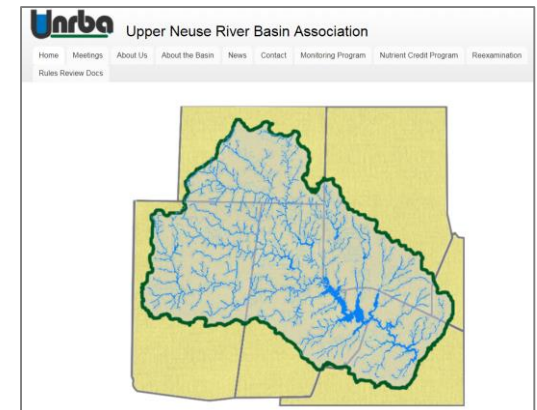 Unrba Upper Neuse River Basin Association
Home Meetings About Us About the Basin News Contact Monitoring Program Nutrient Credit Program Reexamination
Rules Review Docs